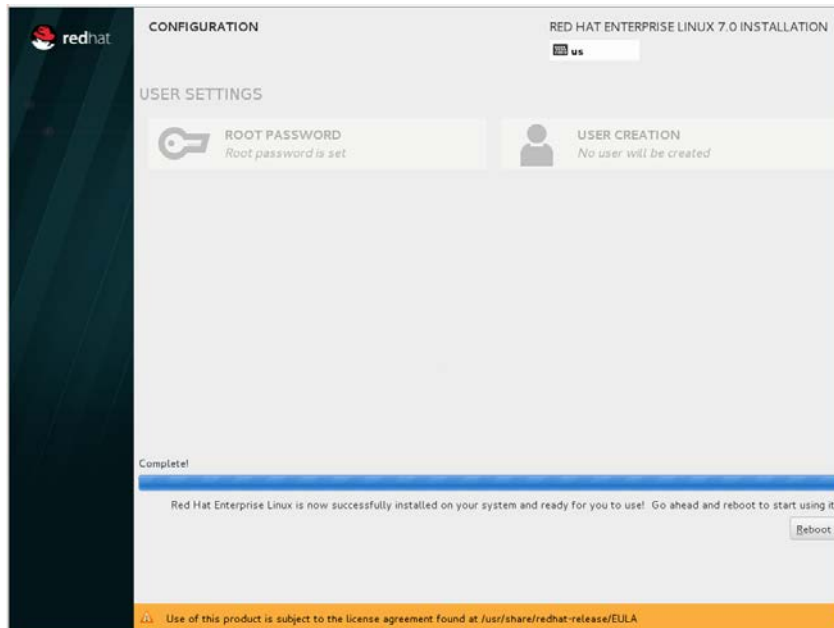 redhat
CONFIGURATION
RED HAT ENTERPRISE LINUX 7.0 INSTALLATION
us
USER SETTINGS
ROOT PASSWORD
Root password is set
USER CREATION
No user will be created
Complete!
Red Hat Enterprise Linux is now successfully installed on your system and ready for you to use! Go ahead and reboot to start using it
Reboot
Use of this product is subject to the license agreement found at /usr/share/redhat-release/EULA